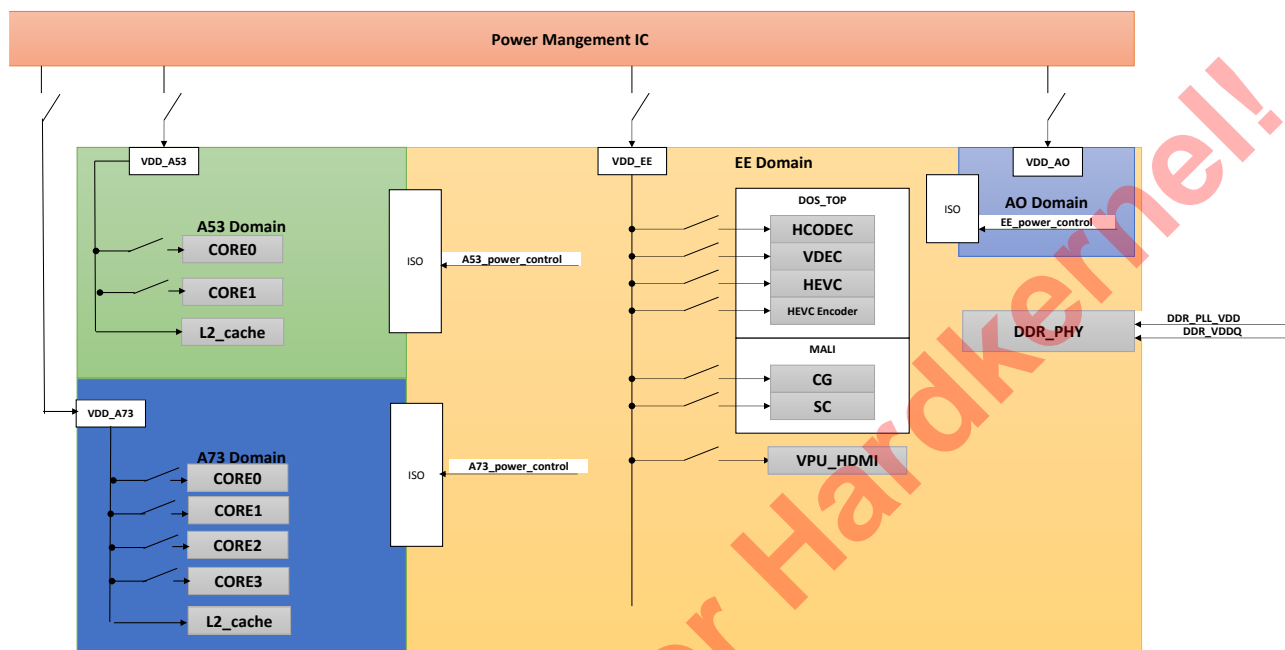 Power Mangement IC
VDD_A53
VDD_EE
EE Domain
VDD_AO
DOS_TOP
ISO
AO Domain
EE_power_control
A53 Domain
HCODEC
CORE0
VDEC
ISO
A53_power_control
HEVC
CORE1
HEVC Encoder
DDR_PLL_VDD
L2_cache
DDR_PHY
DDR_VDDQ
MALI
CG
SC
VDD_A73
A73 Domain
VPU_HDMI
ISO
A73_power_control
CORE0
CORE1
CORE2
CORE3
L2_cache
r Hardkernel!